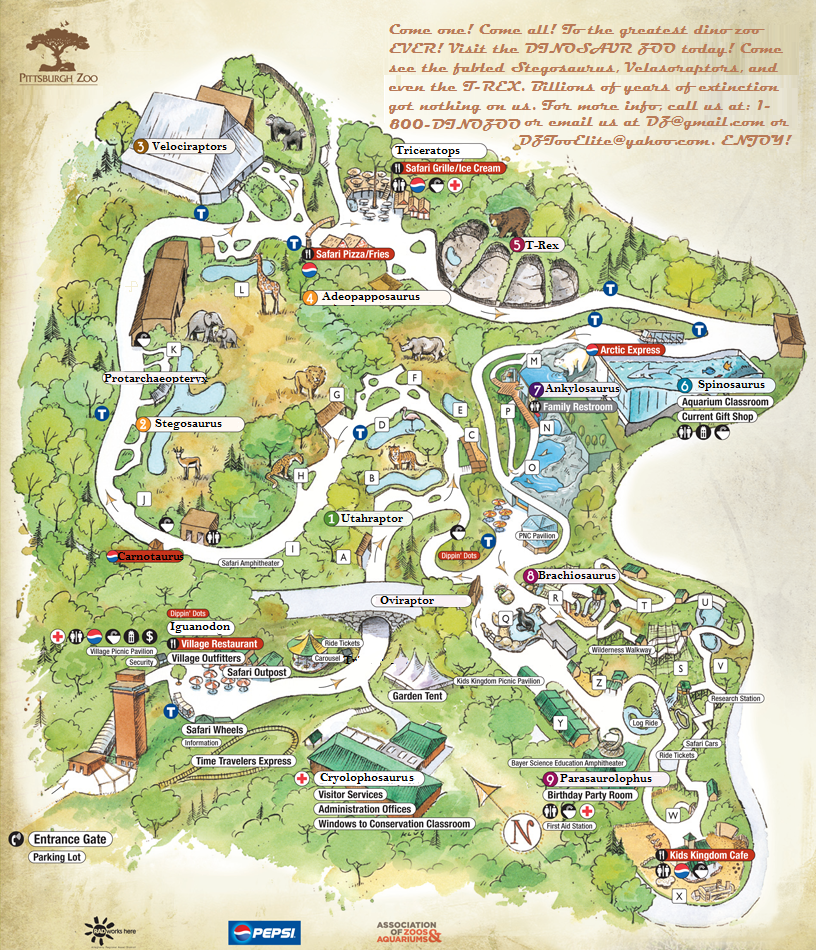 PITTSBURGH ZOO
Come one! Come all! To the greatest dino zoo
EVER! Visit the DINOSAUR ZOO today! Come
see the fabled Stegosaurus, Velasoraptors, and
even the T-REX. Billions of years of extinction
got nothing on us. For more info, call us at: 1-
800-DINOZOO or email us at DZ@gmail.com or
DZTooElite@yahoo.com. ENJOY!
3 Velociraptors
Triceratops
Safari Grille/Ice Cream
T
T
Safari Pizza/Fries
5 T-Rex
L
4 Adeopapposaurus
T
T
T
K
Arctic Express
M
Protarchaeopteryx
F
G
7 Ankylosaurus
6 Spinosaurus
Family Restroom
Aquarium Classroom
Current Gift Shop
T
2 Stegosaurus
E
P
D
T
C
N
O
H
B
J
1 Utahraptor
PNC Pavilion
T
Carnotaurus
I
A
Dippin' Dots
Safari Amphitheater
8 Brachiosaurus
Oviraptor
R
T
U
Dippin' Dots
Iguanodon
Q
$
Village Restaurant
Ride Tickets
Village Picnic Pavilion
Wilderness Walkway
Security
Village Outfitters
Carousel
Safari Outpost
S
V
Kids Kingdom Picnic Pavilion
Z
Garden Tent
Research Station
T
Y
Log Ride
Safari Wheels
Safari Cars
Information
Ride Tickets
Time Travelers Express
Bayer Science Education Amphitheater
Cryolophosaurus
9 Parasaurolophus
Visitor Services
Birthday Party Room
Administration Offices
Windows to Conservation Classroom
First Aid Station
W
N
Entrance Gate
Parking Lot
Kids Kingdom Cafe
X
RADworks here
PEPSI
ASSOCIATION
OF ZOOS
AQUARIUMS &